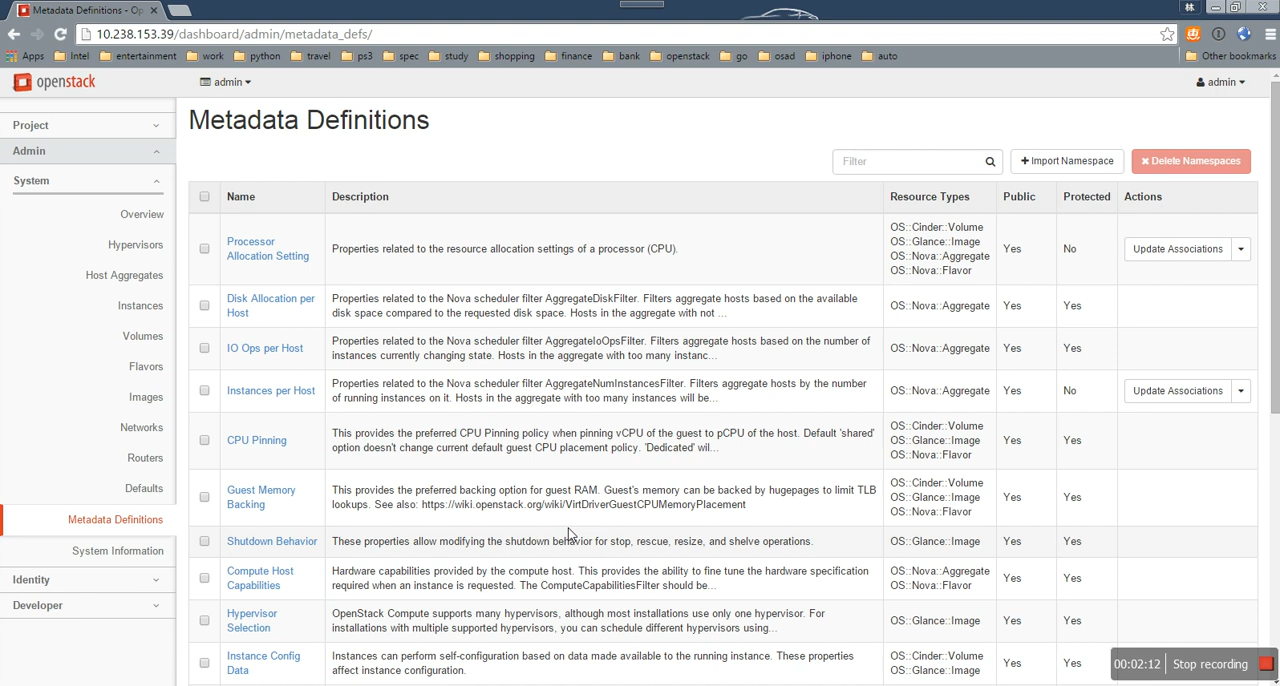 Metadata Definitions - Op
林
10.238.153.39/dashboard/admin/metadata_defs/
Apps Intel entertainment work python travel ps3 spec study shopping finance bank openstack go osad iphone auto Other bookmarks
openstack admin admin
Project
Admin
System
Overview
Hypervisors
Host Aggregates
Instances
Volumes
Flavors
Images
Networks
Routers
Defaults
Metadata Definitions
System Information
Identity
Developer
Metadata Definitions
Filter Import Namespace Delete Namespaces
Name Description Resource Types Public Protected Actions
Processor
Allocation Setting
Properties related to the resource allocation settings of a processor (CPU).
OS::Cinder::Volume
OS::Glance::Image
OS::Nova::Aggregate
OS::Nova::Flavor
Yes No Update Associations
Disk Allocation per
Host
Properties related to the Nova scheduler filter AggregateDiskFilter. Filters aggregate hosts based on the available
disk space compared to the requested disk space. Hosts in the aggregate with not ...
OS::Nova::Aggregate Yes Yes
IO Ops per Host
Properties related to the Nova scheduler filter AggregateIoOpsFilter. Filters aggregate hosts based on the number of
instances currently changing state. Hosts in the aggregate with too many instanc...
OS::Nova::Aggregate Yes Yes
Instances per Host
Properties related to the Nova scheduler filter AggregateNumInstancesFilter. Filters aggregate hosts by the number
of running instances on it. Hosts in the aggregate with too many instances will be...
OS::Nova::Aggregate Yes No Update Associations
CPU Pinning
This provides the preferred CPU Pinning policy when pinning vCPU of the guest to pCPU of the host. Default 'shared'
option doesn't change current default guest CPU placement policy. 'Dedicated' wil...
OS::Cinder::Volume
OS::Glance::Image
OS::Nova::Flavor
Yes Yes
Guest Memory
Backing
This provides the preferred backing option for guest RAM. Guest's memory can be backed by hugepages to limit TLB
lookups. See also: https://wiki.openstack.org/wiki/VirtDriverGuestCPUMemoryPlacement
OS::Cinder::Volume
OS::Glance::Image
OS::Nova::Flavor
Yes Yes
Shutdown Behavior These properties allow modifying the shutdown behavior for stop, rescue, resize, and shelve operations. OS::Glance::Image Yes Yes
Compute Host
Capabilities
Hardware capabilities provided by the compute host. This provides the ability to fine tune the hardware specification
required when an instance is requested. The ComputeCapabilitiesFilter should be...
OS::Nova::Aggregate
OS::Nova::Flavor
Yes Yes
Hypervisor
Selection
OpenStack Compute supports many hypervisors, although most installations use only one hypervisor. For
installations with multiple supported hypervisors, you can schedule different hypervisors using...
OS::Glance::Image Yes Yes
Instance Config
Data
Instances can perform self-configuration based on data made available to the running instance. These properties
affect instance configuration.
OS::Cinder::Volume
OS::Glance::Image
Yes Yes
00:02:12 Stop recording